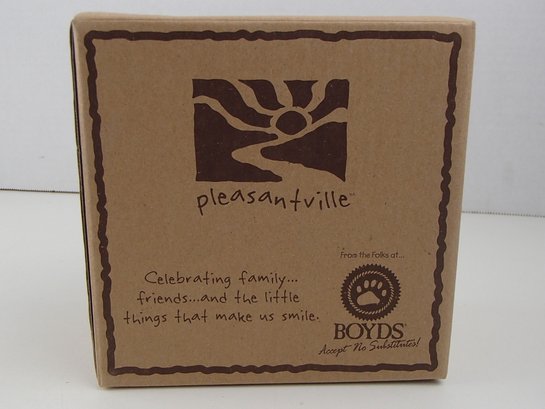 pleasantville™
From the Folks at...
Celebrating family...
friends...and the little
things that make us smile.
BOYDS®
Accept No Substitutes!